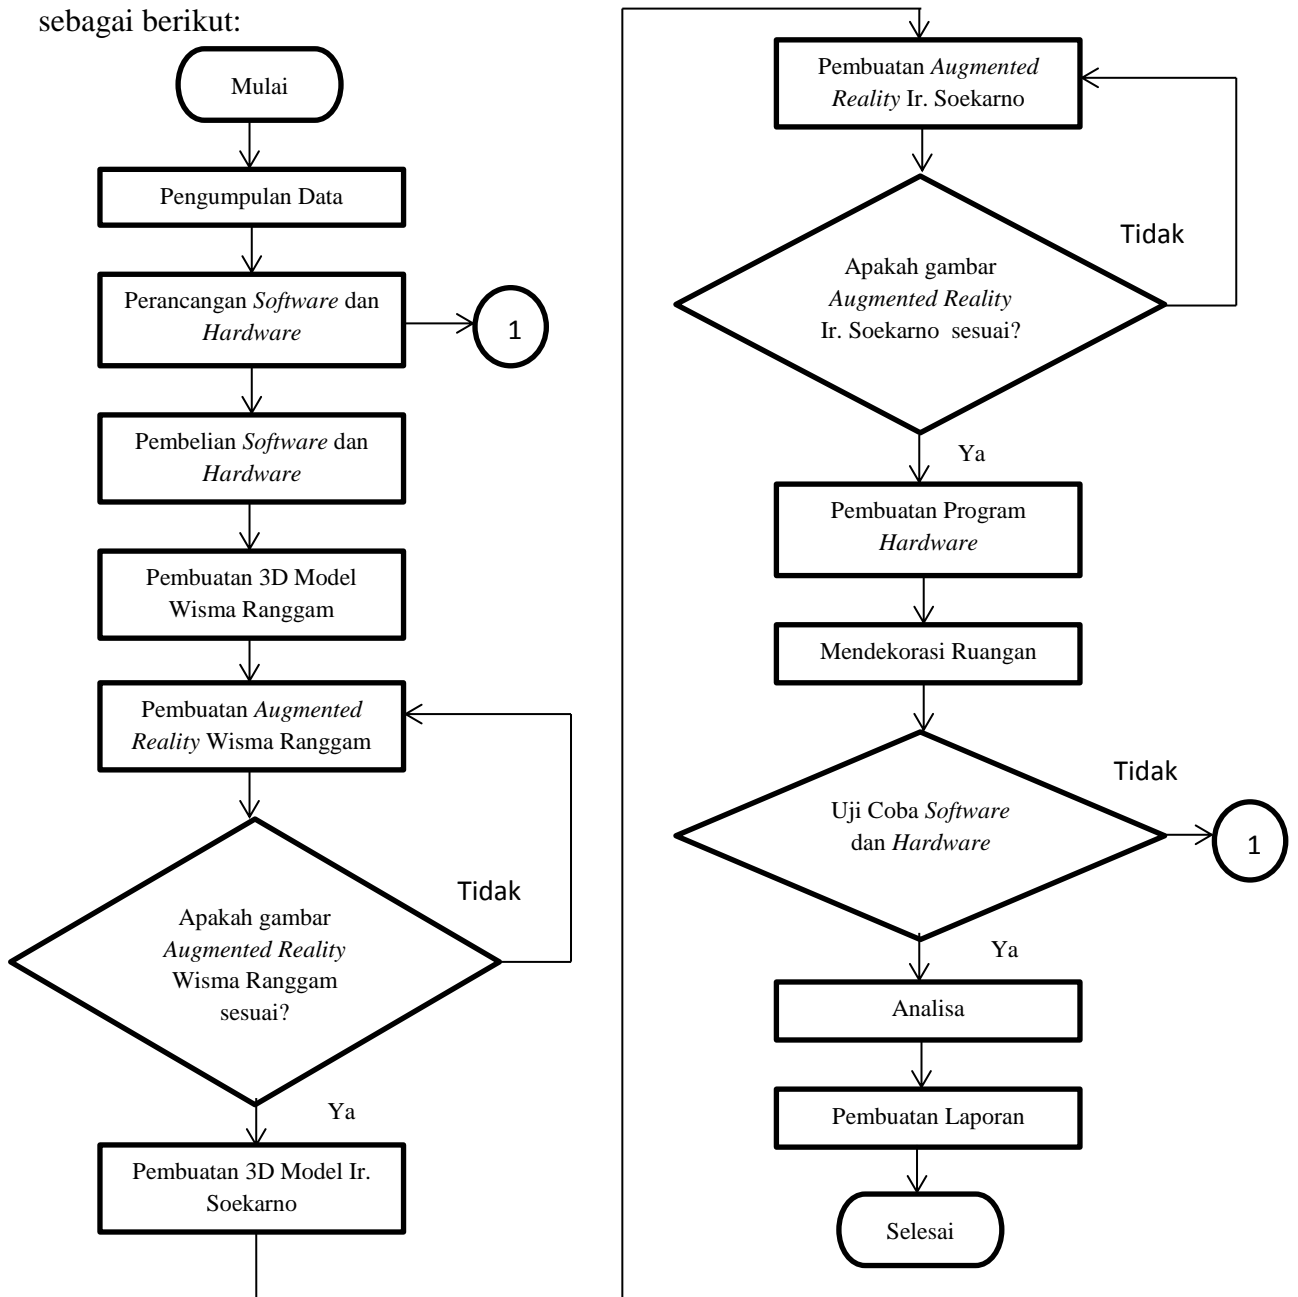 sebagai berikut:
Mulai
Pengumpulan Data
Perancangan Software dan
Hardware
1
Pembelian Software dan
Hardware
Pembuatan 3D Model
Wisma Ranggam
Pembuatan Augmented
Reality Wisma Ranggam
Tidak
Apakah gambar
Augmented Reality
Wisma Ranggam
sesuai?
Ya
Pembuatan 3D Model Ir.
Soekarno
Pembuatan Augmented
Reality Ir. Soekarno
Tidak
Apakah gambar
Augmented Reality
Ir. Soekarno sesuai?
Ya
Pembuatan Program
Hardware
Mendekorasi Ruangan
Tidak
Uji Coba Software
dan Hardware
1
Ya
Analisa
Pembuatan Laporan
Selesai